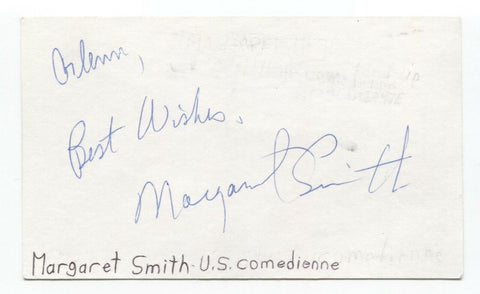 Glenn,
Best Wishes.
Margaret Smith
Margaret Smith - U.S. comedienne